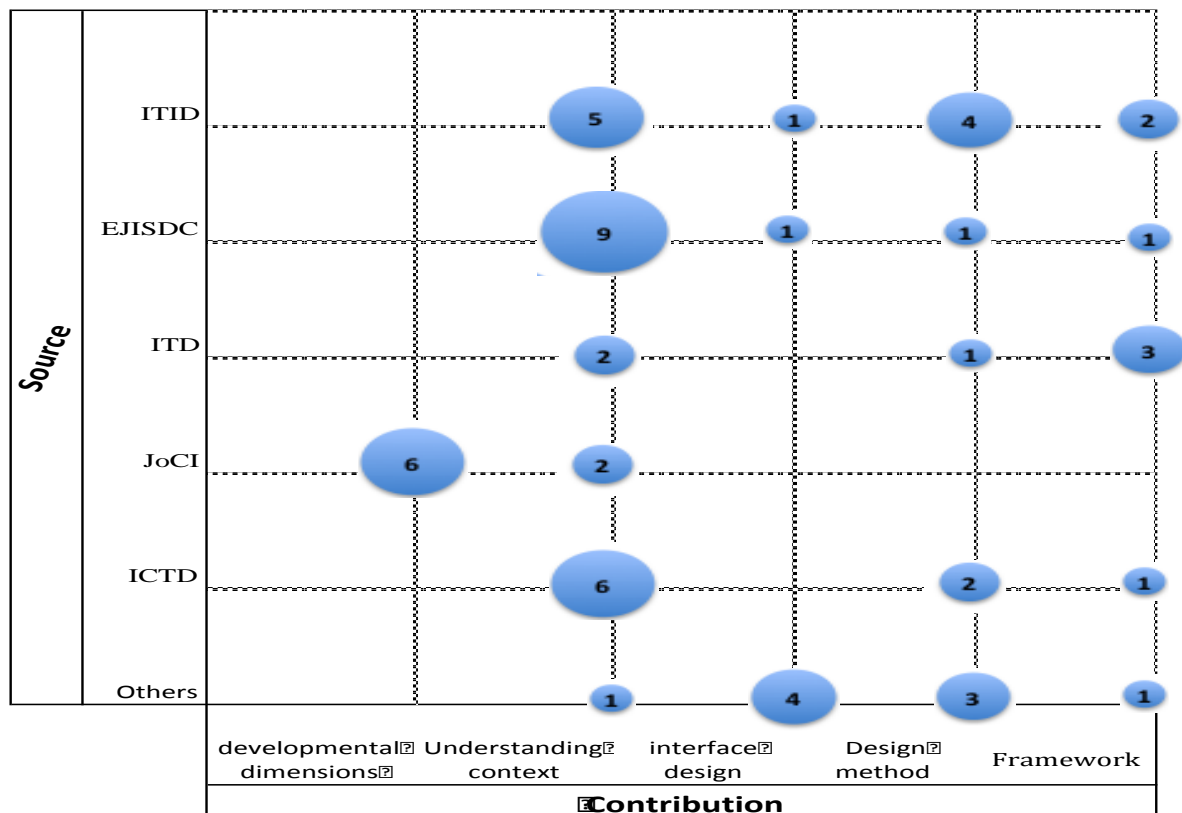 ITID 5 1 4 2
EJISDC 9 1 1 1
Source
ITD 2 1 3
JoCI 6 2
ICTD 6 2 1
Others 1 4 3 1
developmental⍰ Understanding⍰ interface⍰ Design⍰ Framework
dimensions⍰ context design method
⍰Contribution